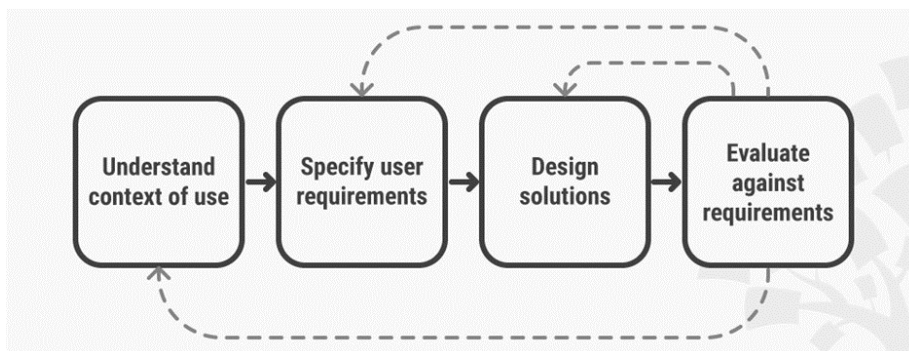 Understand
context of use
Specify user
requirements
Design
solutions
Evaluate
against
requirements